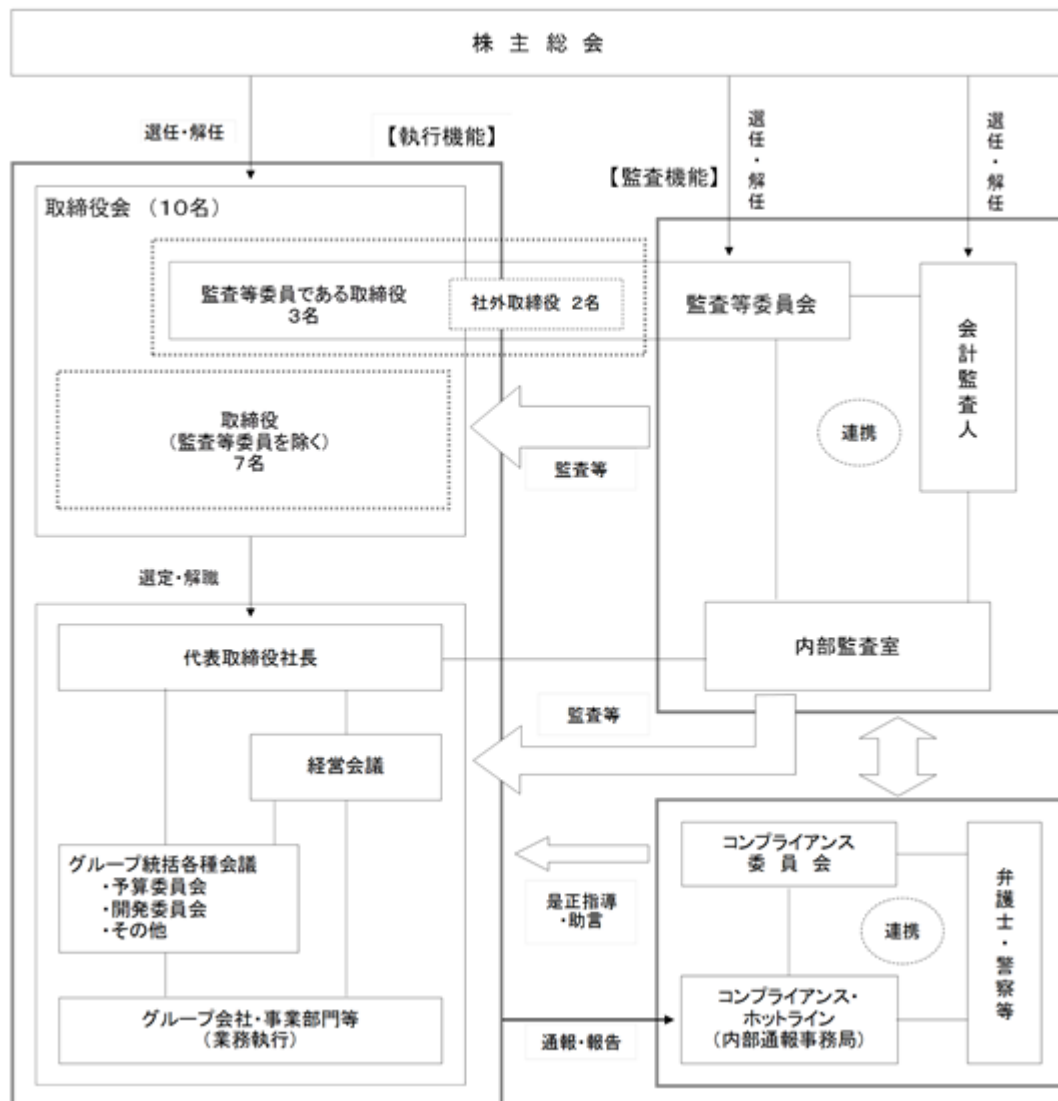 株 主 総 会
選任・解任
【執行機能】
選任・解任
選任・解任
【監査機能】
取締役会 (10名)
監査等委員である取締役
3名
社外取締役 2名
監査等委員会
会計監査人
取締役
(監査等委員を除く)
7名
連携
監査等
選定・解職
代表取締役社長
内部監査室
監査等
経営会議
グループ統括各種会議
・予算委員会
・開発委員会
・その他
コンプライアンス
委 員 会
是正指導
・助言
連携
弁護士・警察等
グループ会社・事業部門等
(業務執行)
通報・報告
コンプライアンス・
ホットライン
(内部通報事務局)